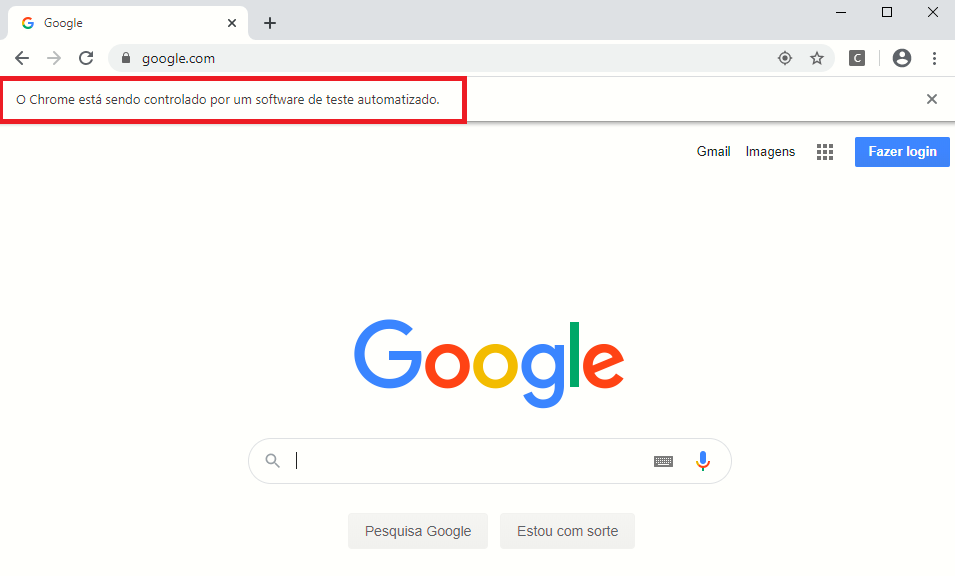 Google
google.com
C
O Chrome está sendo controlado por um software de teste automatizado.
Gmail Imagens Fazer login
Google
Pesquisa Google Estou com sorte